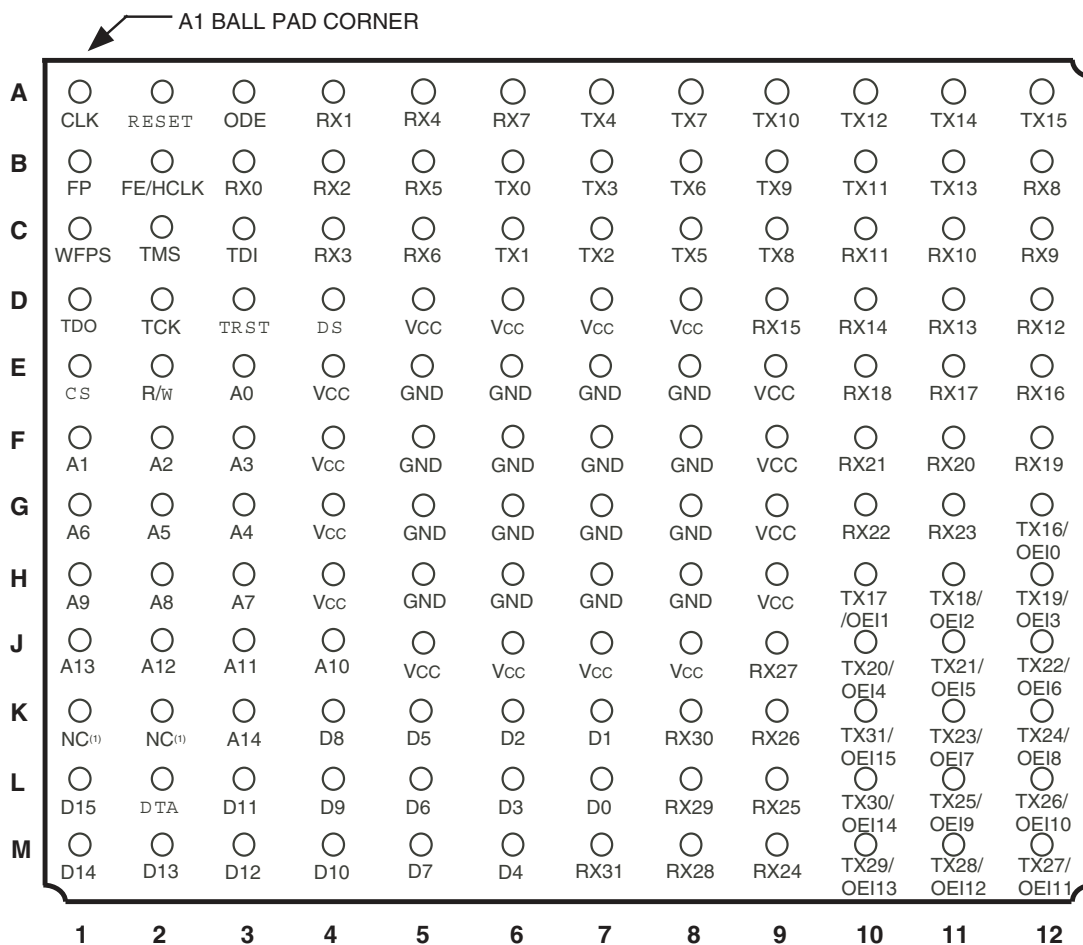 A1 BALL PAD CORNER
A
CLK RESET ODE RX1 RX4 RX7 TX4 TX7 TX10 TX12 TX14 TX15
B
FP FE/HCLK RX0 RX2 RX5 TX0 TX3 TX6 TX9 TX11 TX13 RX8
C
WFPS TMS TDI RX3 RX6 TX1 TX2 TX5 TX8 RX11 RX10 RX9
D
TDO TCK TRST DS VCC Vcc Vcc Vcc RX15 RX14 RX13 RX12
E
CS R/W A0 VCC GND GND GND GND VCC RX18 RX17 RX16
F
A1 A2 A3 Vcc GND GND GND GND VCC RX21 RX20 RX19
G
A6 A5 A4 Vcc GND GND GND GND VCC RX22 RX23 TX16/
OEI0
H
A9 A8 A7 Vcc GND GND GND GND Vcc TX17 TX18/ TX19/
/OEI1 OEI2 OEI3
J
A13 A12 A11 A10 VCC Vcc Vcc Vcc RX27 TX20/ TX21/ TX22/
OEI4 OEI5 OEI6
K
NC(1) NC(1) A14 D8 D5 D2 D1 RX30 RX26 TX31/ TX23/ TX24/
OEI15 OEI7 OEI8
L
D15 DTA D11 D9 D6 D3 D0 RX29 RX25 TX30/ TX25/ TX26/
OEI14 OEI9 OEI10
M
D14 D13 D12 D10 D7 D4 RX31 RX28 RX24 TX29/ TX28/ TX27/
OEI13 OEI12 OEI11
1 2 3 4 5 6 7 8 9 10 11 12